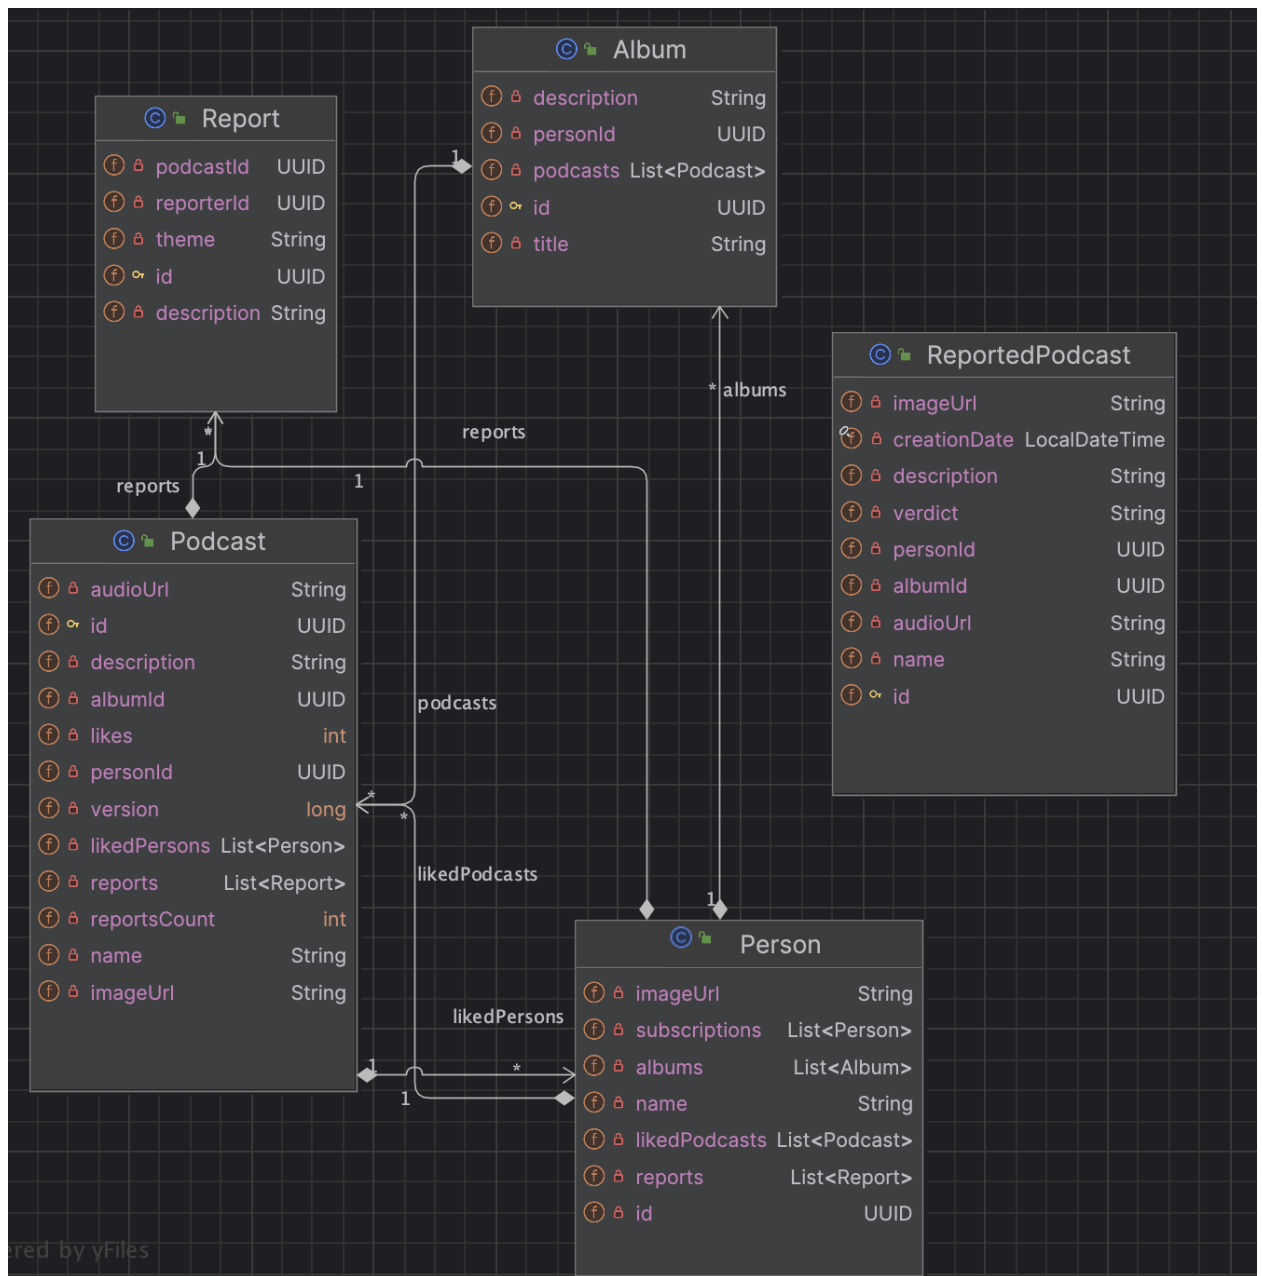 Album
description String
personId UUID
podcasts List<Podcast>
id UUID
title String
Report
podcastId UUID
reporterId UUID
theme String
id UUID
description String
ReportedPodcast
imageUrl String
creationDate LocalDateTime
description String
verdict String
personId UUID
albumId UUID
audioUrl String
name String
id UUID
1
* albums
reports
*
1
1
reports
Podcast
audioUrl String
id UUID
description String
albumId UUID
likes int
personId UUID
version long
likedPersons List<Person>
reports List<Report>
reportsCount int
name String
imageUrl String
podcasts
*
*
likedPodcasts
1
likedPersons
1
*
1
Person
imageUrl String
subscriptions List<Person>
albums List<Album>
name String
likedPodcasts List<Podcast>
reports List<Report>
id UUID
ered by yFiles